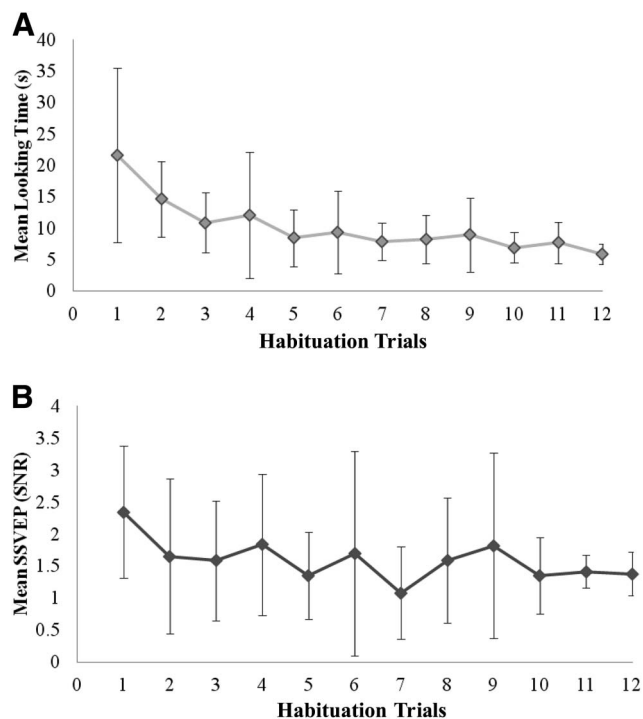 A
40
35
30
25
20
15
10
5
0
Mean Looking Time (s)
0 1 2 3 4 5 6 7 8 9 10 11 12
Habituation Trials
B
4
3.5
3
2.5
2
1.5
1
0.5
0
Mean SSVEP (SNR)
0 1 2 3 4 5 6 7 8 9 10 11 12
Habituation Trials